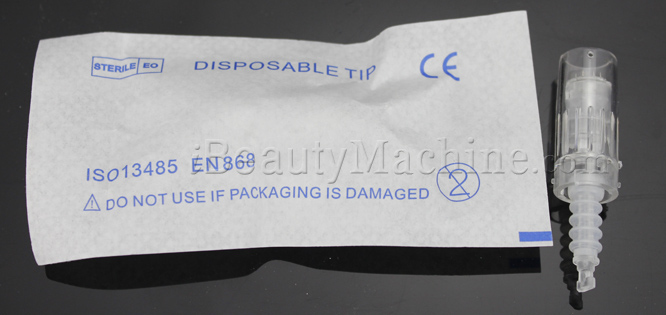 STERILE EO
DISPOSABLE TIP
CE
iBeautyMachine.com
ISO13485 EN868
DO NOT USE IF PACKAGING IS DAMAGED
2